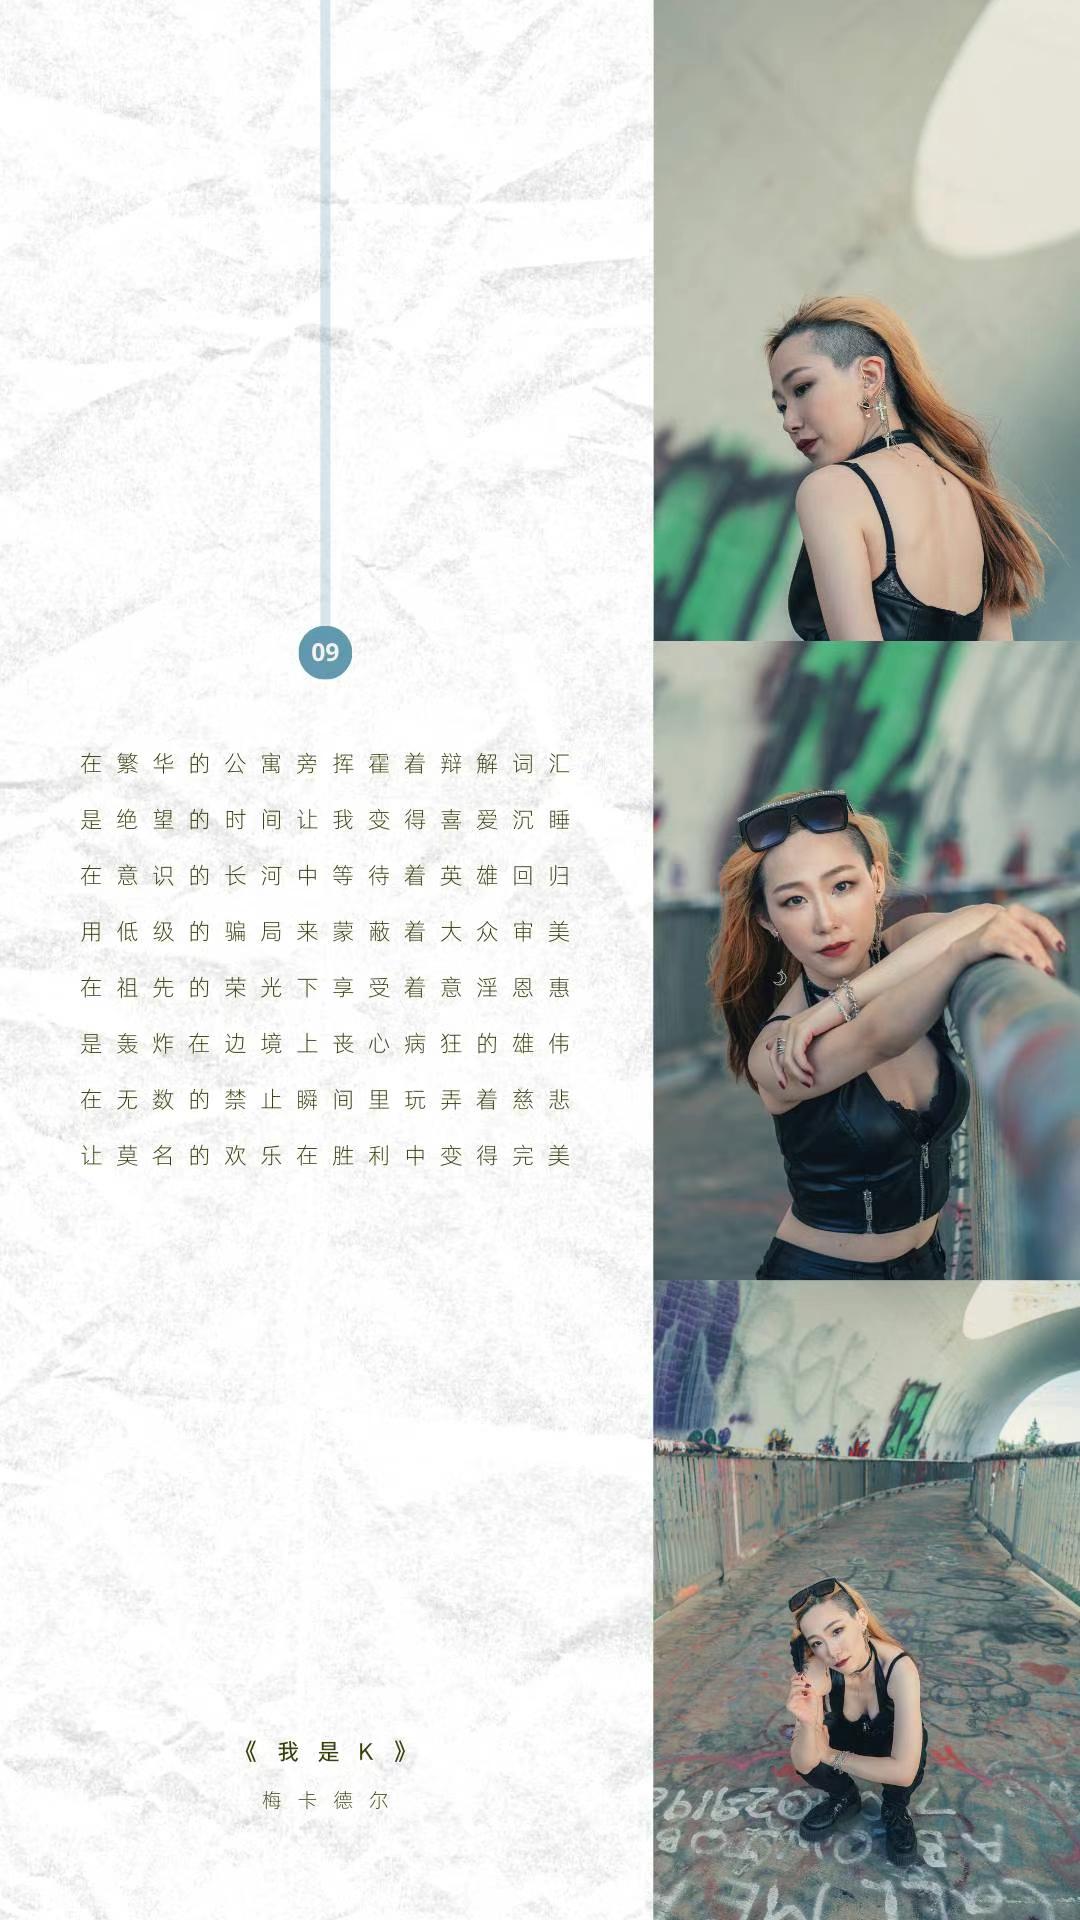 09
在繁华的公寓旁挥霍着辩解词汇
是绝望的时间让我变得喜爱沉睡
在意识的长河中等待着英雄回归
用低级的骗局来蒙蔽着大众审美
在祖先的荣光下享受着意淫恩惠
是轰炸在边境上丧心病狂的雄伟
在无数的禁止瞬间里玩弄着慈悲
让莫名的欢乐在胜利中变得完美
《我是K》
梅卡德尔